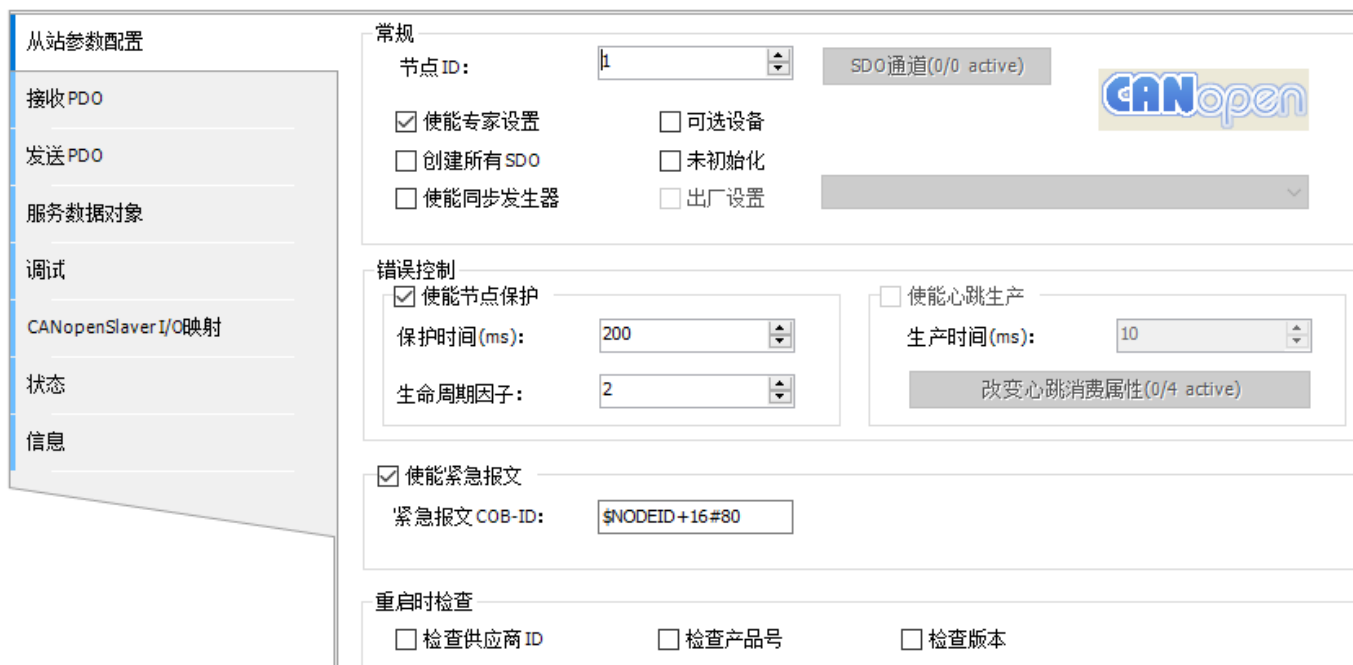 从站参数配置
接收PDO
发送PDO
服务数据对象
调试
CANopenSlaver I/O映射
状态
信息
常规
节点ID: 1 SDO通道(0/0 active)
CANopen
使能专家设置 可选设备
创建所有SDO 未初始化
使能同步发生器 出厂设置
错误控制
使能节点保护 使能心跳生产
保护时间(ms): 200 生产时间(ms): 10
生命周期因子: 2 改变心跳消费属性(0/4 active)
使能紧急报文
紧急报文COB-ID: $NODEID+16#80
重启时检查
检查供应商ID 检查产品号 检查版本